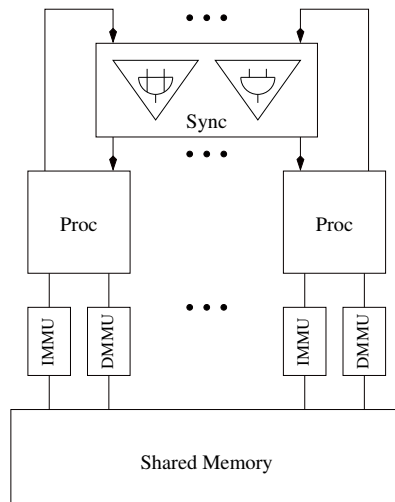 Sync
Proc
Proc
IMMU
DMMU
IMMU
DMMU
Shared Memory